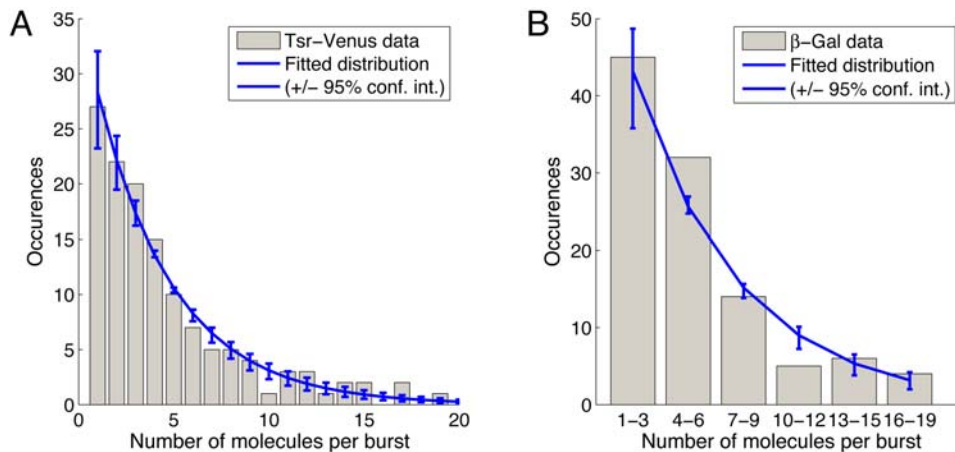 A
35
30
25
20
15
10
5
0
Occurences
Tsr-Venus data
Fitted distribution
(+/- 95% conf. int.)
0 5 10 15 20
Number of molecules per burst
B
50
40
30
20
10
0
Occurences
β-Gal data
Fitted distribution
(+/- 95% conf. int.)
1-3 4-6 7-9 10-12 13-15 16-19
Number of molecules per burst